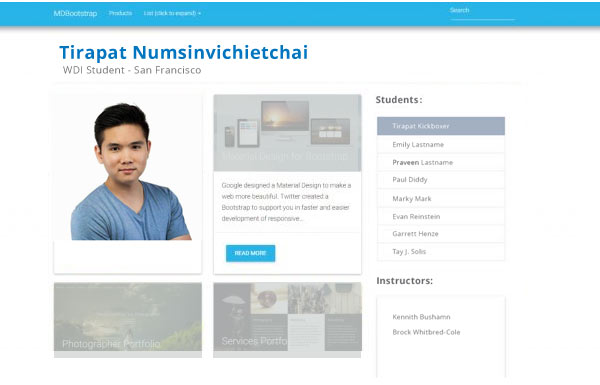 MDBootstrap Products List (click to expand)
Search
Tirapat Numsinvichietchai
WDI Student - San Francisco
Material Design for Bootstrap
Google designed a Material Design to make a
web more beautiful. Twitter created a
Bootstrap to support you in faster and easier
development of responsive...
READ MORE
Photographer Portfolio
Services Portfo
Students:
Tirapat Kickboxer
Emily Lastname
Praveen Lastname
Paul Diddy
Marky Mark
Evan Reinstein
Garrett Henze
Tay J. Solis
Instructors:
Kennith Bushamn
Brock Whitbred-Cole